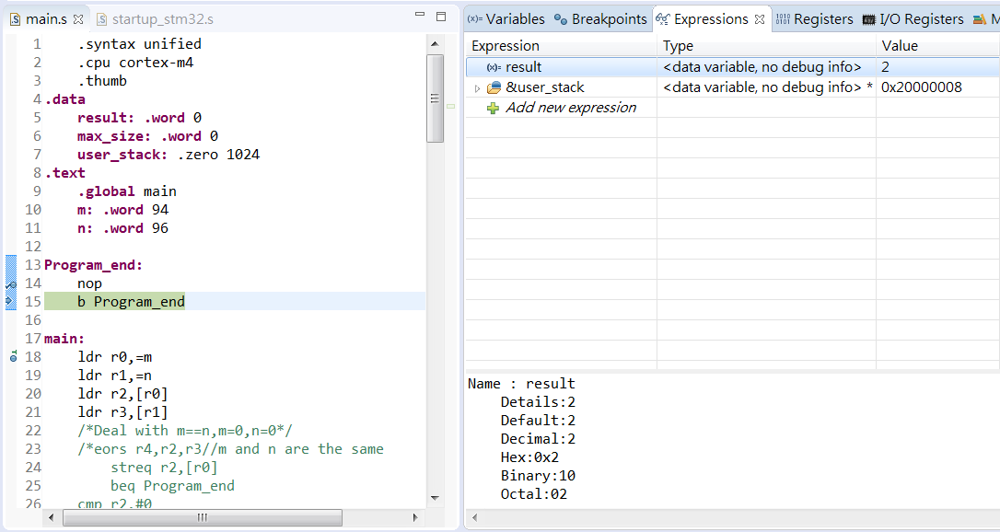 main.s
startup_stm32.s
1 .syntax unified
2 .cpu cortex-m4
3 .thumb
4 .data
5 result: .word 0
6 max_size: .word 0
7 user_stack: .zero 1024
8 .text
9 .global main
10 m: .word 94
11 n: .word 96
12
13 Program_end:
14 nop
15 b Program_end
16
17 main:
18 ldr r0,=m
19 ldr r1,=n
20 ldr r2,[r0]
21 ldr r3,[r1]
22 /*Deal with m==n,m=0,n=0*/
23 /*eors r4,r2,r3//m and n are the same
24 streq r2,[r0]
25 beq Program_end
26 cmp r2,#0
(x)= Variables Breakpoints Expressions 1010 0101 Registers I/O Registers M
Expression Type Value
(x)= result <data variable, no debug info> 2
&user_stack <data variable, no debug info> * 0x20000008
Add new expression
Name : result
Details:2
Default:2
Decimal:2
Hex:0x2
Binary:10
Octal:02